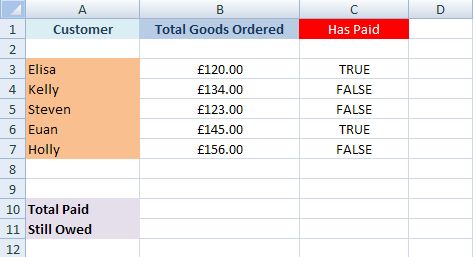 A B C D
1 Customer Total Goods Ordered Has Paid
2
3 Elisa £120.00 TRUE
4 Kelly £134.00 FALSE
5 Steven £123.00 FALSE
6 Euan £145.00 TRUE
7 Holly £156.00 FALSE
8
9
10 Total Paid
11 Still Owed
12